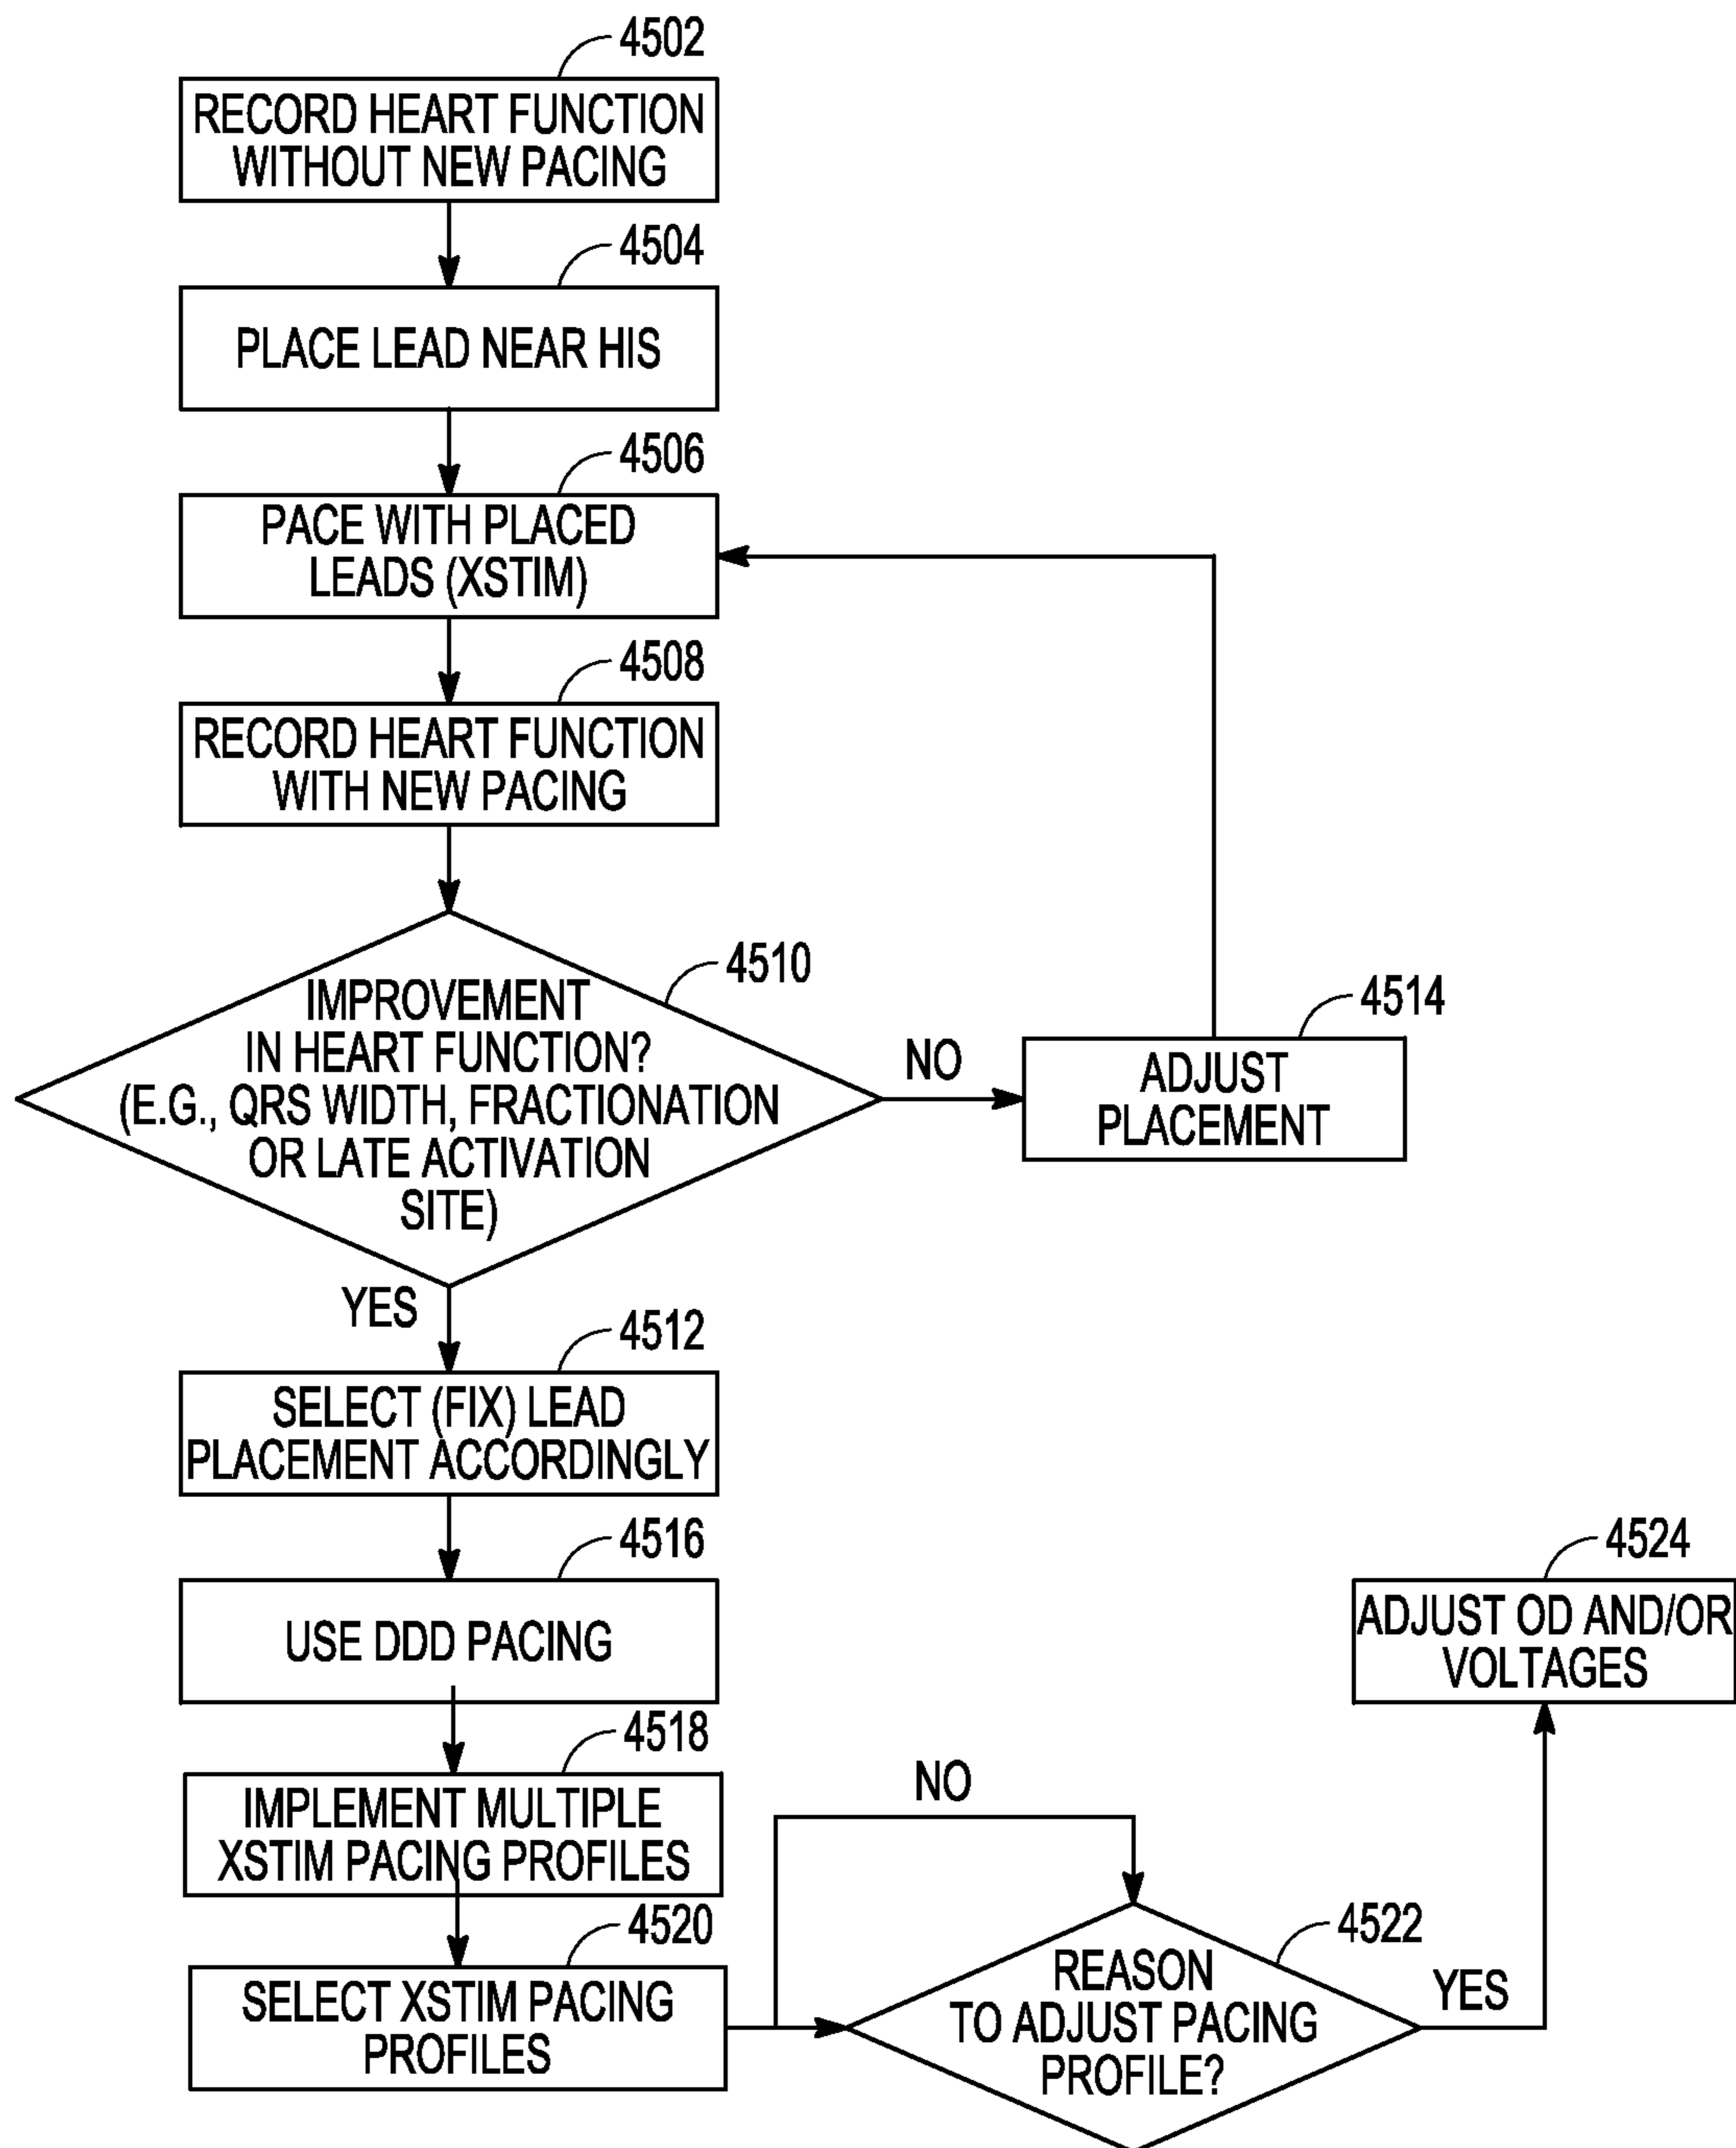 4502
RECORD HEART FUNCTION
WITHOUT NEW PACING
4504
PLACE LEAD NEAR HIS
4506
PACE WITH PLACED
LEADS (XSTIM)
4508
RECORD HEART FUNCTION
WITH NEW PACING
4510
IMPROVEMENT
IN HEART FUNCTION?
(E.G., QRS WIDTH, FRACTIONATION
OR LATE ACTIVATION
SITE)
NO
4514
ADJUST
PLACEMENT
YES
4512
SELECT (FIX) LEAD
PLACEMENT ACCORDINGLY
4516
USE DDD PACING
4518
IMPLEMENT MULTIPLE
XSTIM PACING PROFILES
4520
SELECT XSTIM PACING
PROFILES
NO
4522
REASON
TO ADJUST PACING
PROFILE?
YES
4524
ADJUST OD AND/OR
VOLTAGES